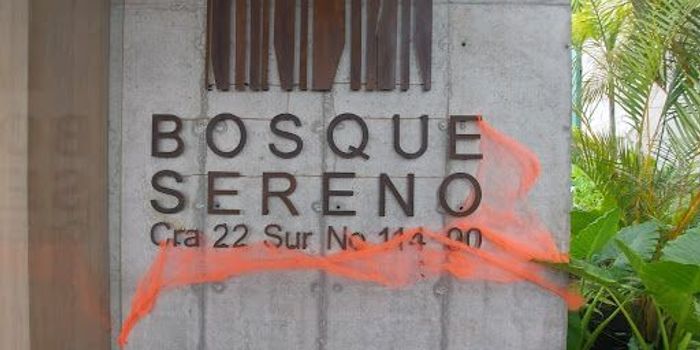 BOSQUE
SERENO
Cra 22 Sur No 114 90